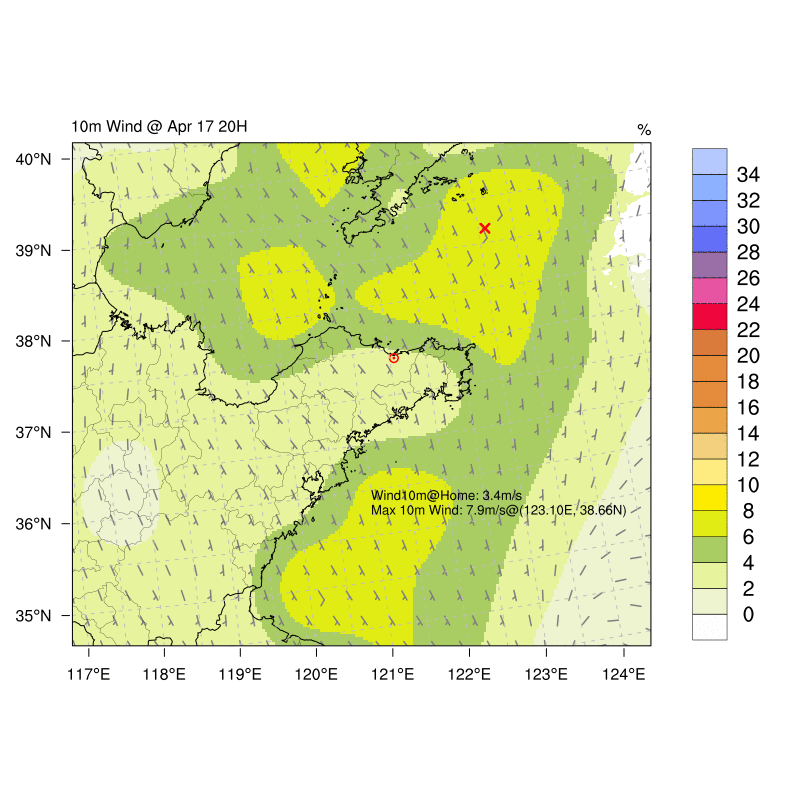 10m Wind @ Apr 17 20H
%
40°N
39°N
38°N
37°N
36°N
35°N
117°E 118°E 119°E 120°E 121°E 122°E 123°E 124°E
Wind10m@Home: 3.4m/s
Max 10m Wind: 7.9m/s@(123.10E, 38.66N)
34
32
30
28
26
24
22
20
18
16
14
12
10
8
6
4
2
0